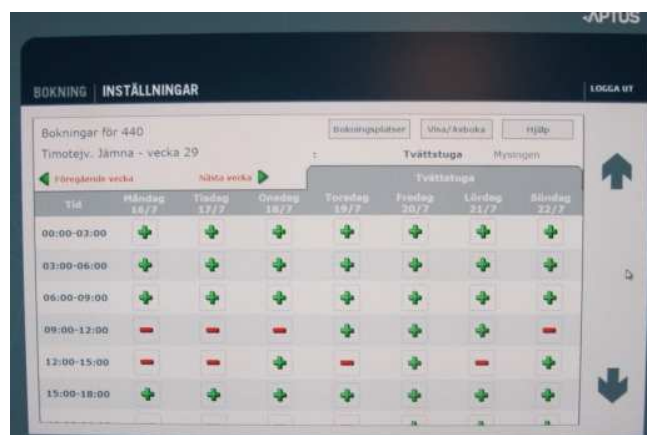 APTUS
BOKNING INSTÄLLNINGAR LOGGA UT
Bokningar för 440 Bokningsplatser Visa/Avboka Hjälp
Timotejv. Jämna - vecka 29 : Tvättstuga Mysingen
Föregående vecka Nästa vecka Tvättstuga
Tid Måndag Tisdag Onsdag Torsdag Fredag Lördag Söndag
16/7 17/7 18/7 19/7 20/7 21/7 22/7
00:00-03:00
03:00-06:00
06:00-09:00
09:00-12:00
12:00-15:00
15:00-18:00